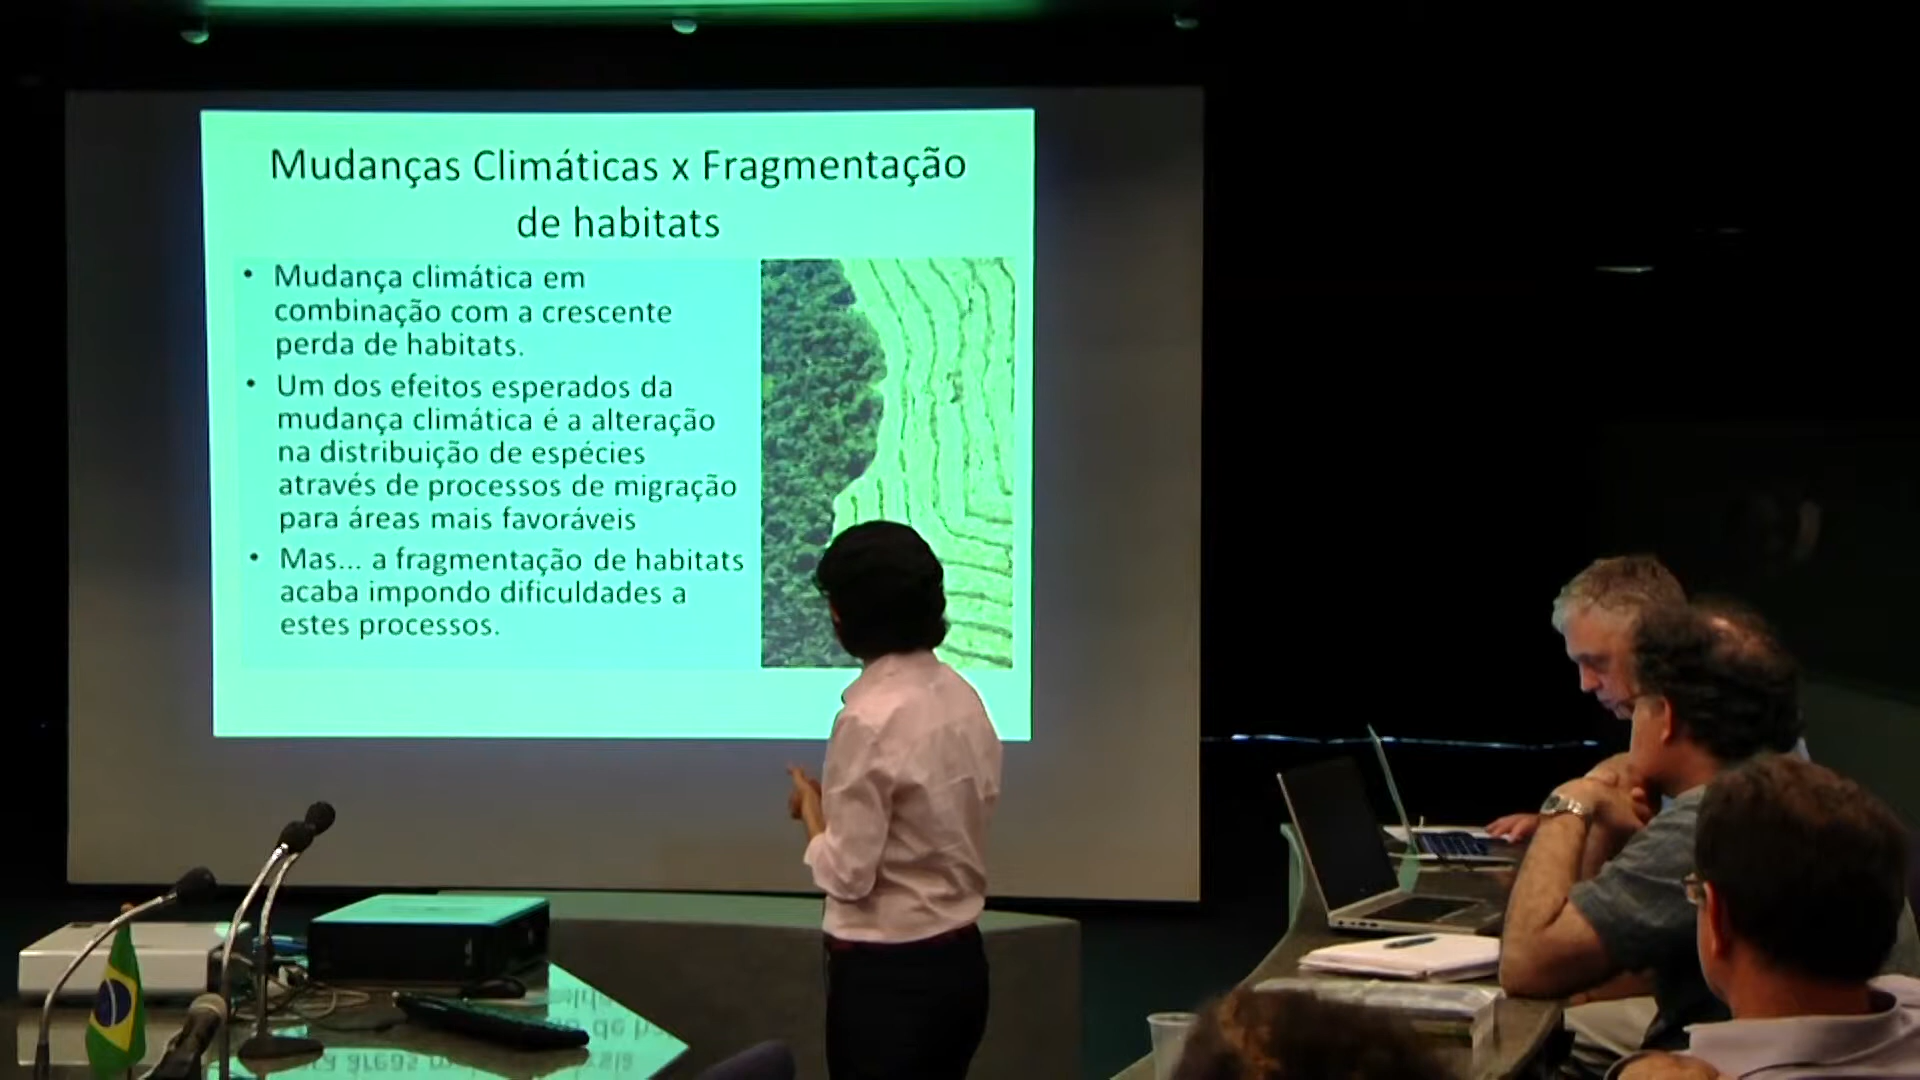 Mudanças Climáticas x Fragmentação
de habitats
• Mudança climática em
combinação com a crescente
perda de habitats.
• Um dos efeitos esperados da
mudança climática é a alteração
na distribuição de espécies
através de processos de migração
para áreas mais favoráveis
• Mas... a fragmentação de habitats
acaba impondo dificuldades a
estes processos.